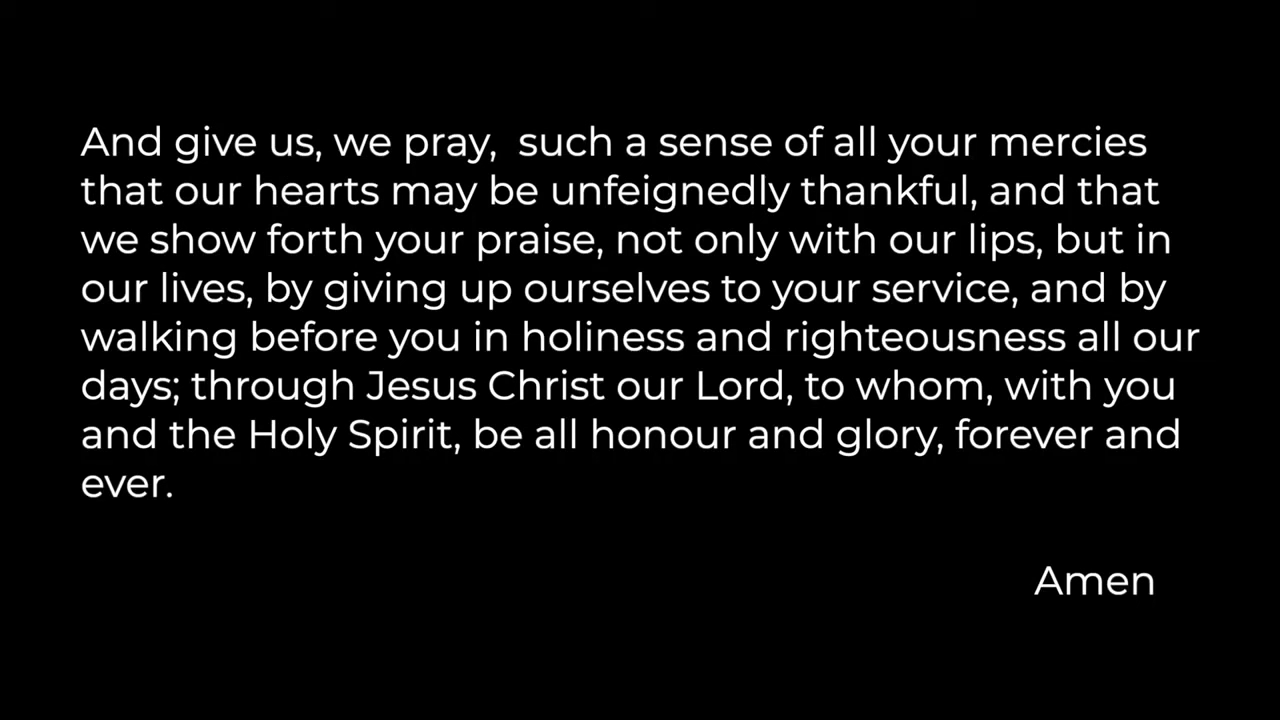 And give us, we pray,  such a sense of all your mercies
that our hearts may be unfeignedly thankful, and that
we show forth your praise, not only with our lips, but in
our lives, by giving up ourselves to your service, and by
walking before you in holiness and righteousness all our
days; through Jesus Christ our Lord, to whom, with you
and the Holy Spirit, be all honour and glory, forever and
ever.
Amen